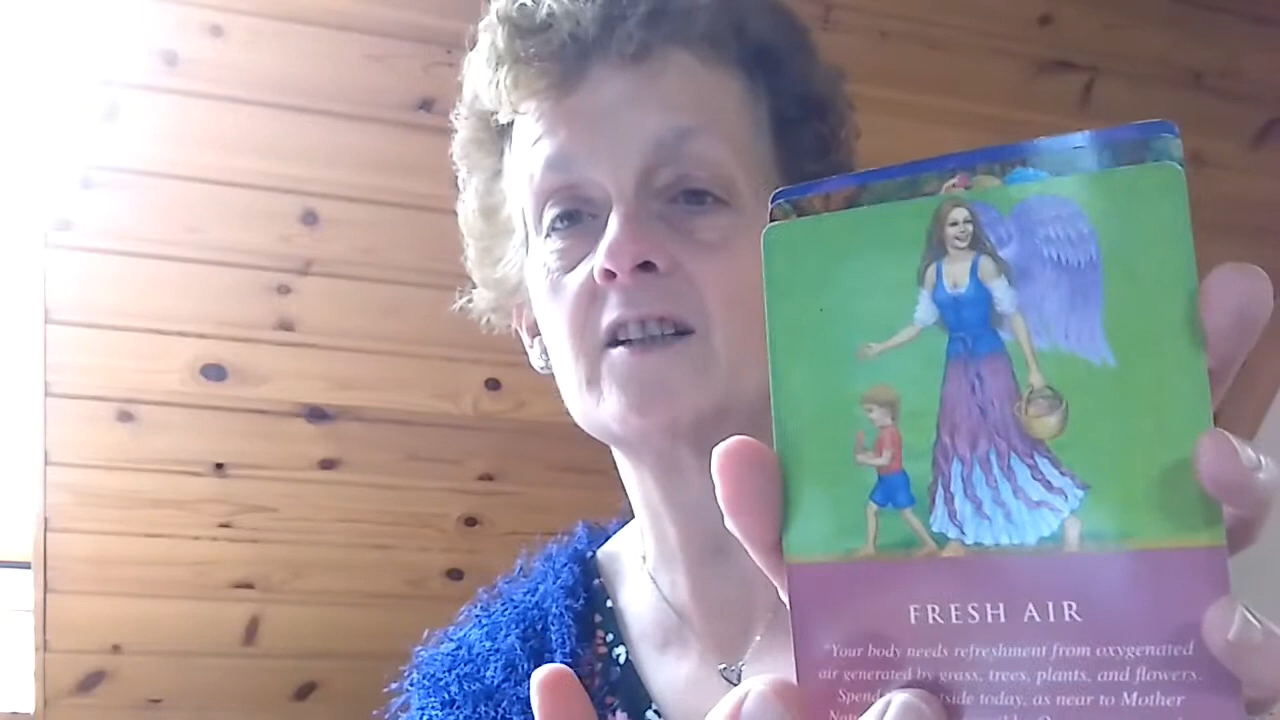 FRESH AIR
"Your body needs refreshment from oxygenated
air generated by grass, trees, plants, and flowers.
Spend tside today, as near to Mother